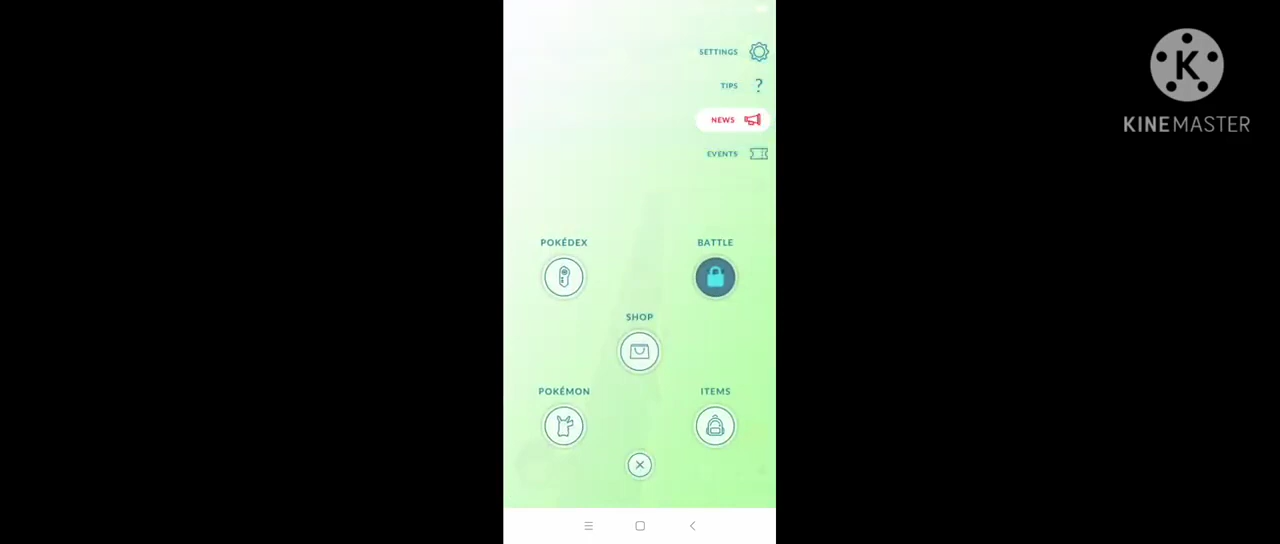 SETTINGS
TIPS
?
NEWS
EVENTS
POKÉDEX
BATTLE
SHOP
POKÉMON
ITEMS
K
KINEMASTER